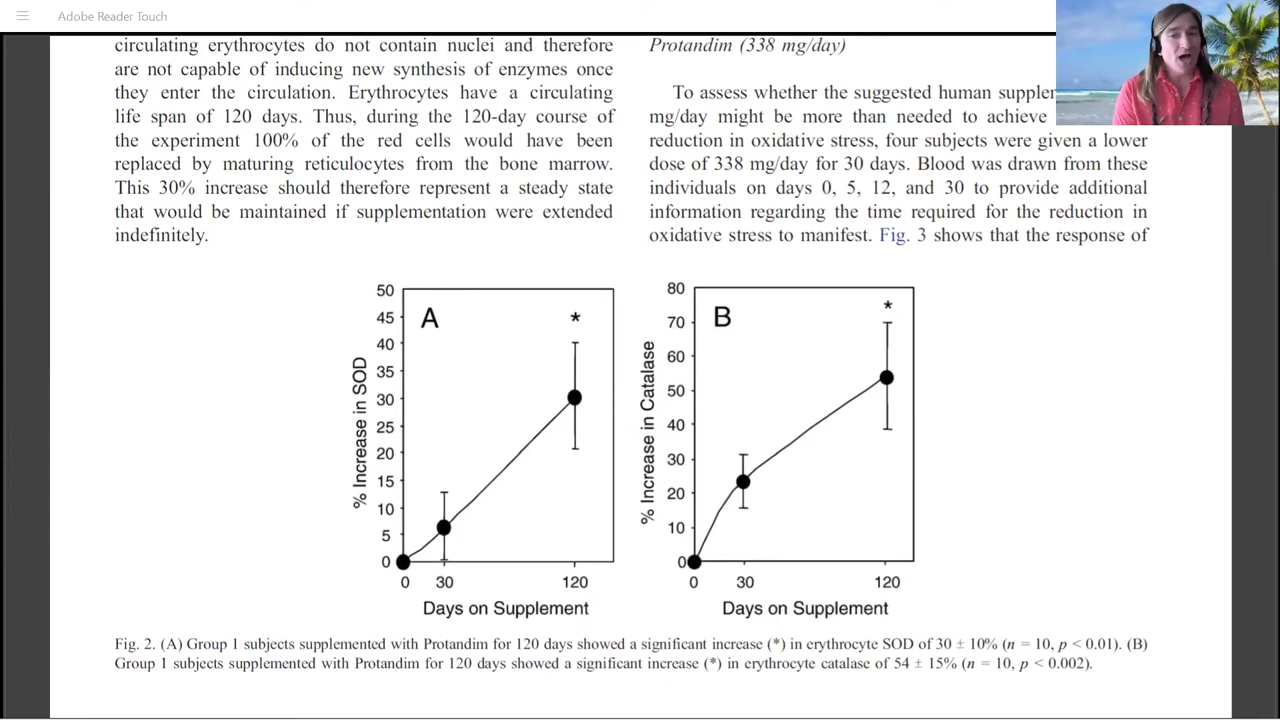 Adobe Reader Touch
circulating erythrocytes do not contain nuclei and therefore
are not capable of inducing new synthesis of enzymes once
they enter the circulation. Erythrocytes have a circulating
life span of 120 days. Thus, during the 120-day course of
the experiment 100% of the red cells would have been
replaced by maturing reticulocytes from the bone marrow.
This 30% increase should therefore represent a steady state
that would be maintained if supplementation were extended
indefinitely.
Protandim (338 mg/day)
To assess whether the suggested human
mg/day might be more than needed to achieve
reduction in oxidative stress, four subjects were given a lower
dose of 338 mg/day for 30 days. Blood was drawn from these
individuals on days 0, 5, 12, and 30 to provide additional
information regarding the time required for the reduction in
oxidative stress to manifest. Fig. 3 shows that the response of
A
*
% Increase in SOD
50
45
40
35
30
25
20
15
10
5
0
0 30 120
Days on Supplement
B
*
% Increase in Catalase
80
70
60
50
40
30
20
10
0
0 30 120
Days on Supplement
Fig. 2. (A) Group 1 subjects supplemented with Protandim for 120 days showed a significant increase (*) in erythrocyte SOD of 30 ± 10% (n = 10, p < 0.01). (B)
Group 1 subjects supplemented with Protandim for 120 days showed a significant increase (*) in erythrocyte catalase of 54 ± 15% (n = 10, p < 0.002).